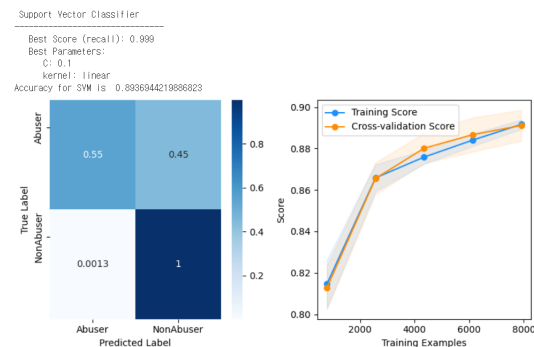 Support Vector Classifier
--------------------------------
Best Score (recall): 0.999
Best Parameters:
C: 0.1
kernel: linear
Accuracy for SVM is 0.8936944219886823
Abuser
NonAbuser
True Label
0.55
0.45
0.0013
1
Abuser
NonAbuser
Predicted Label
0.8
0.6
0.4
0.2
Training Score
Cross-validation Score
Score
0.90
0.88
0.86
0.84
0.82
0.80
2000
4000
6000
8000
Training Examples